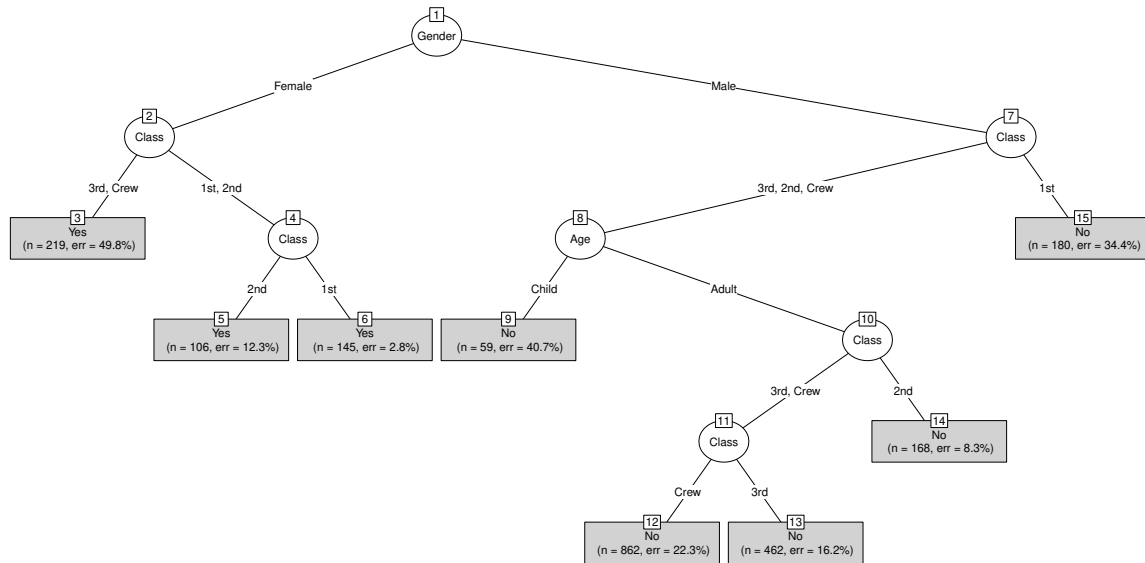 1
Gender
Female
Male
2
Class
7
Class
3rd, Crew
1st, 2nd
3rd, 2nd, Crew
1st
3
Yes
(n = 219, err = 49.8%)
4
Class
8
Age
15
No
(n = 180, err = 34.4%)
2nd
1st
Child
Adult
5
Yes
(n = 106, err = 12.3%)
6
Yes
(n = 145, err = 2.8%)
9
No
(n = 59, err = 40.7%)
10
Class
3rd, Crew
2nd
11
Class
14
No
(n = 168, err = 8.3%)
Crew
3rd
12
No
(n = 862, err = 22.3%)
13
No
(n = 462, err = 16.2%)